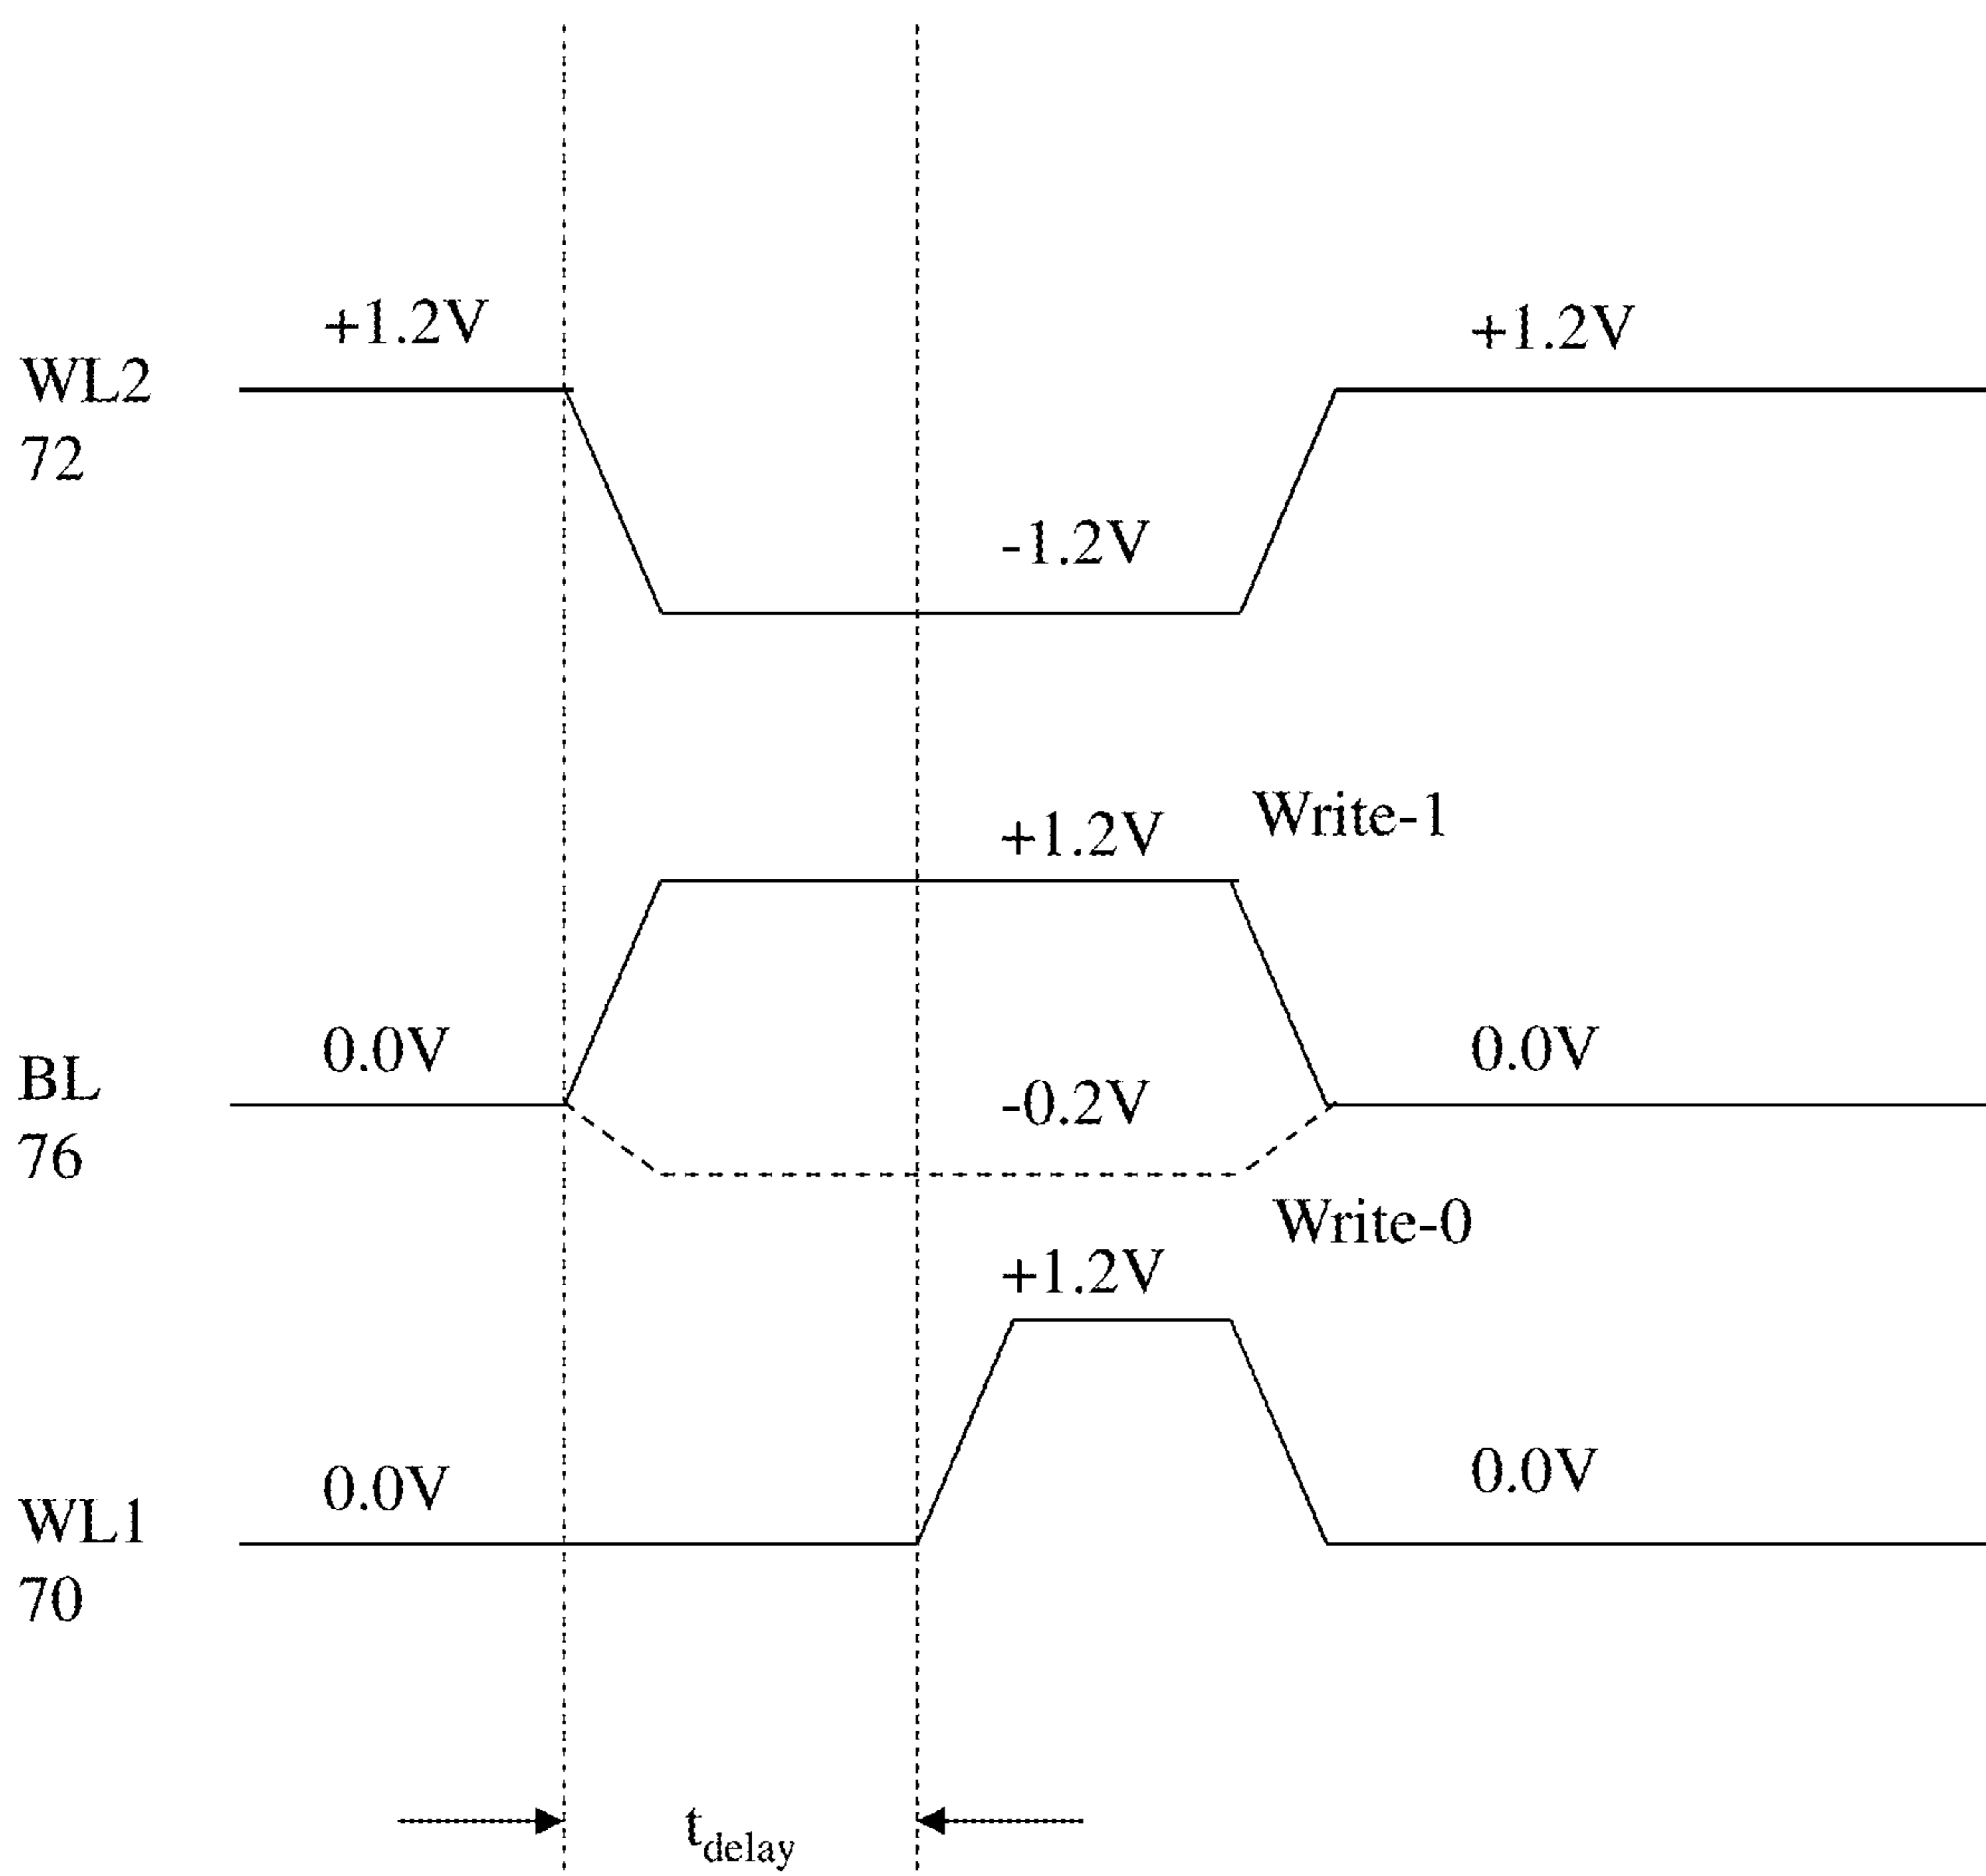 +1.2V
+1.2V
WL2
72
-1.2V
Write-1
+1.2V
0.0V
0.0V
BL
76
-0.2V
Write-0
+1.2V
0.0V
0.0V
WL1
70
tdelay